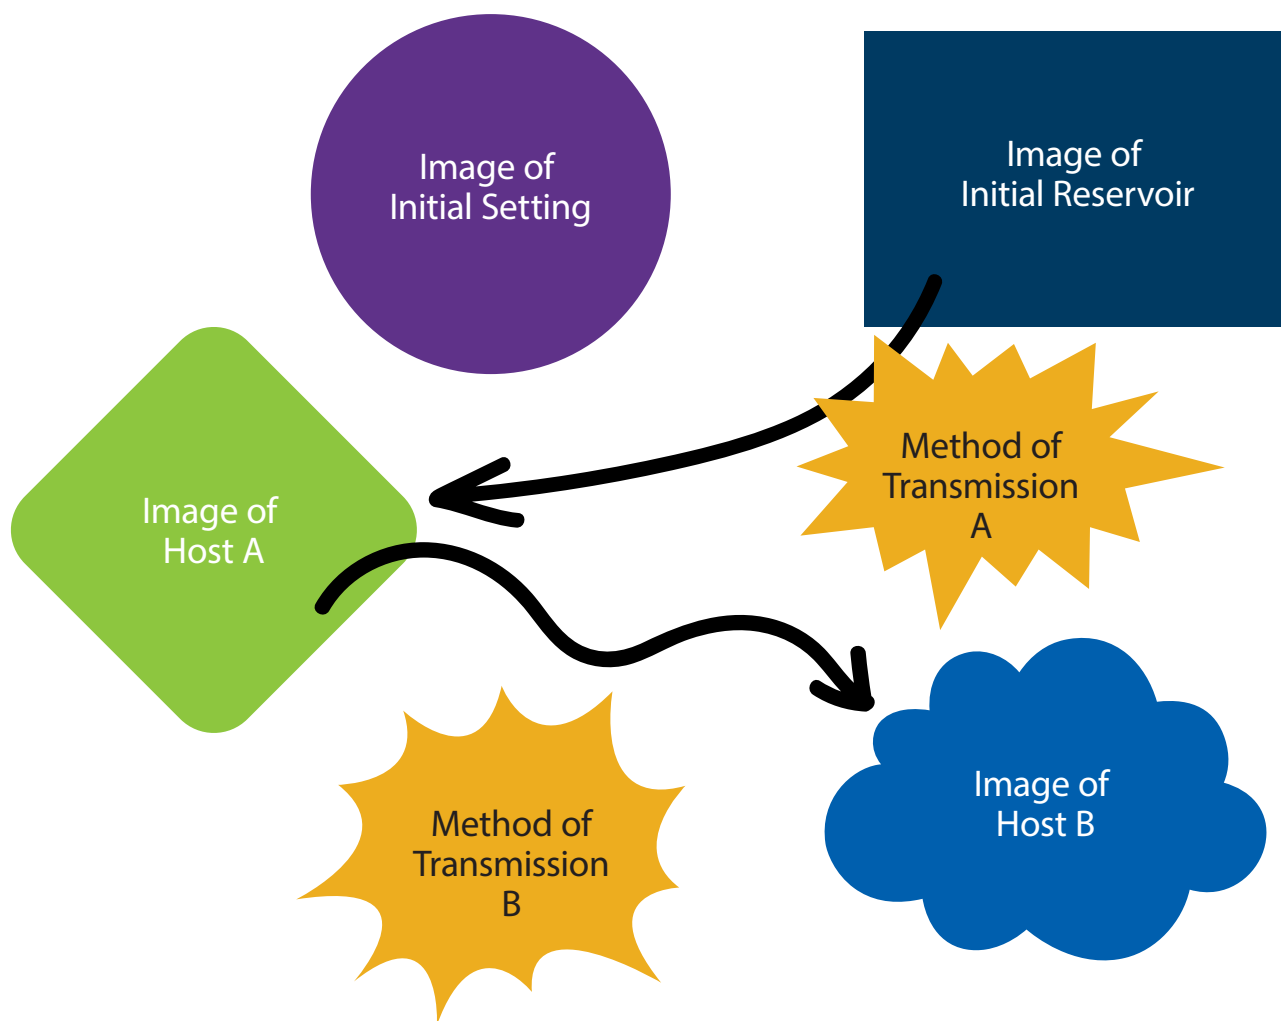 Image of
Initial Setting
Image of
Initial Reservoir
Method of
Transmission
A
Image of
Host A
Image of
Host B
Method of
Transmission
B